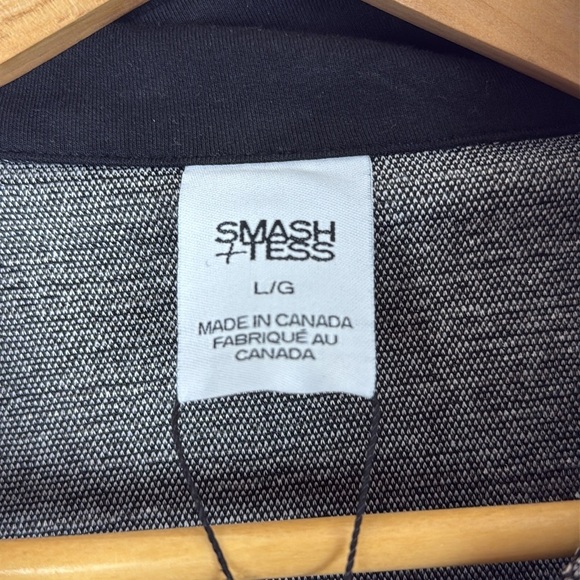 SMASH
+TESS
L/G
MADE IN CANADA
FABRIQUÉ AU
CANADA